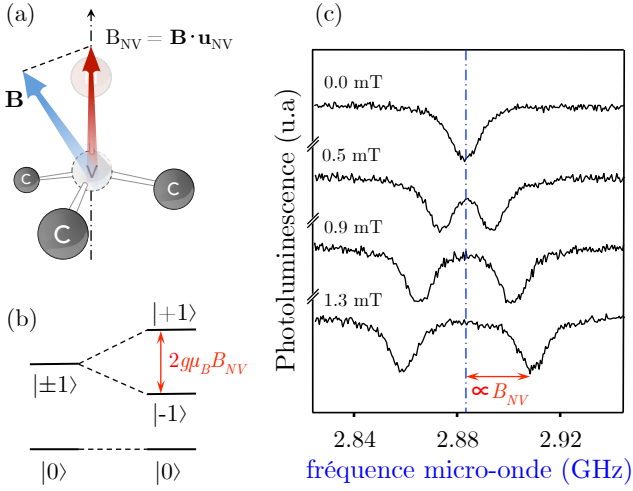 (a)
B_NV = B·u_NV
B
V
C
C
C
(b)
|+1⟩
2gμ_B B_NV
|±1⟩
|-1⟩
|0⟩
|0⟩
(c)
Photoluminescence (u.a)
0.0 mT
0.5 mT
0.9 mT
1.3 mT
∝ B_NV
2.84
2.88
2.92
fréquence micro-onde (GHz)